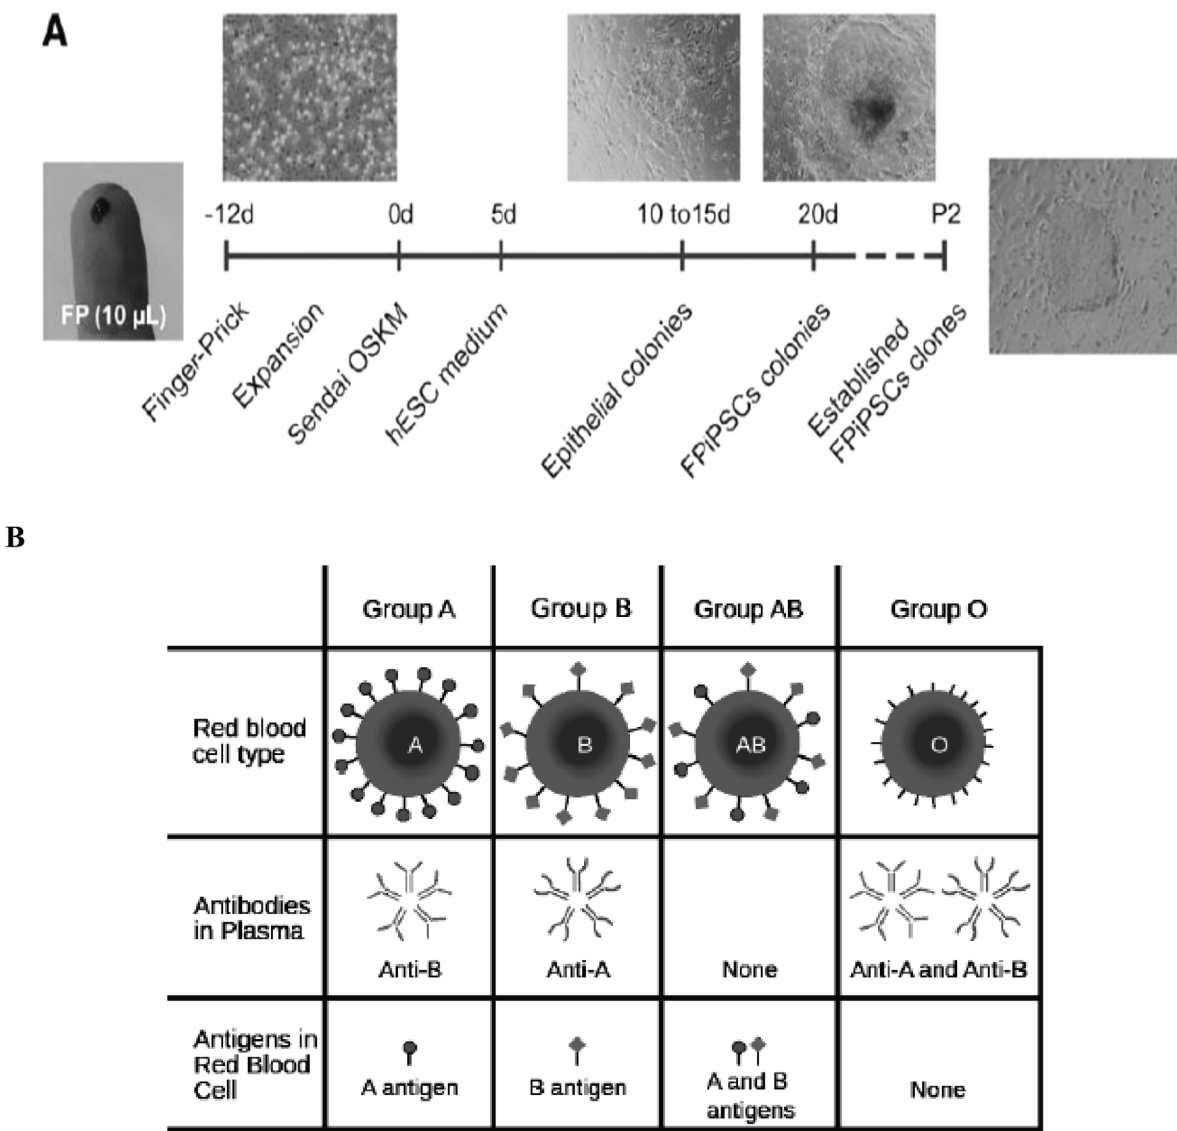 A
-12d
0d
5d
10 to15d
20d
P2
FP (10 µL)
Finger-Prick
Expansion
Sendai OSKM
hESC medium
Epithelial colonies
FPiPSCs colonies
Established
FPiPSCs clones
B
Group A
Group B
Group AB
Group O
Red blood
cell type
A
B
AB
O
Antibodies
in Plasma
Anti-B
Anti-A
None
Anti-A and Anti-B
Antigens in
Red Blood
Cell
A antigen
B antigen
A and B
antigens
None